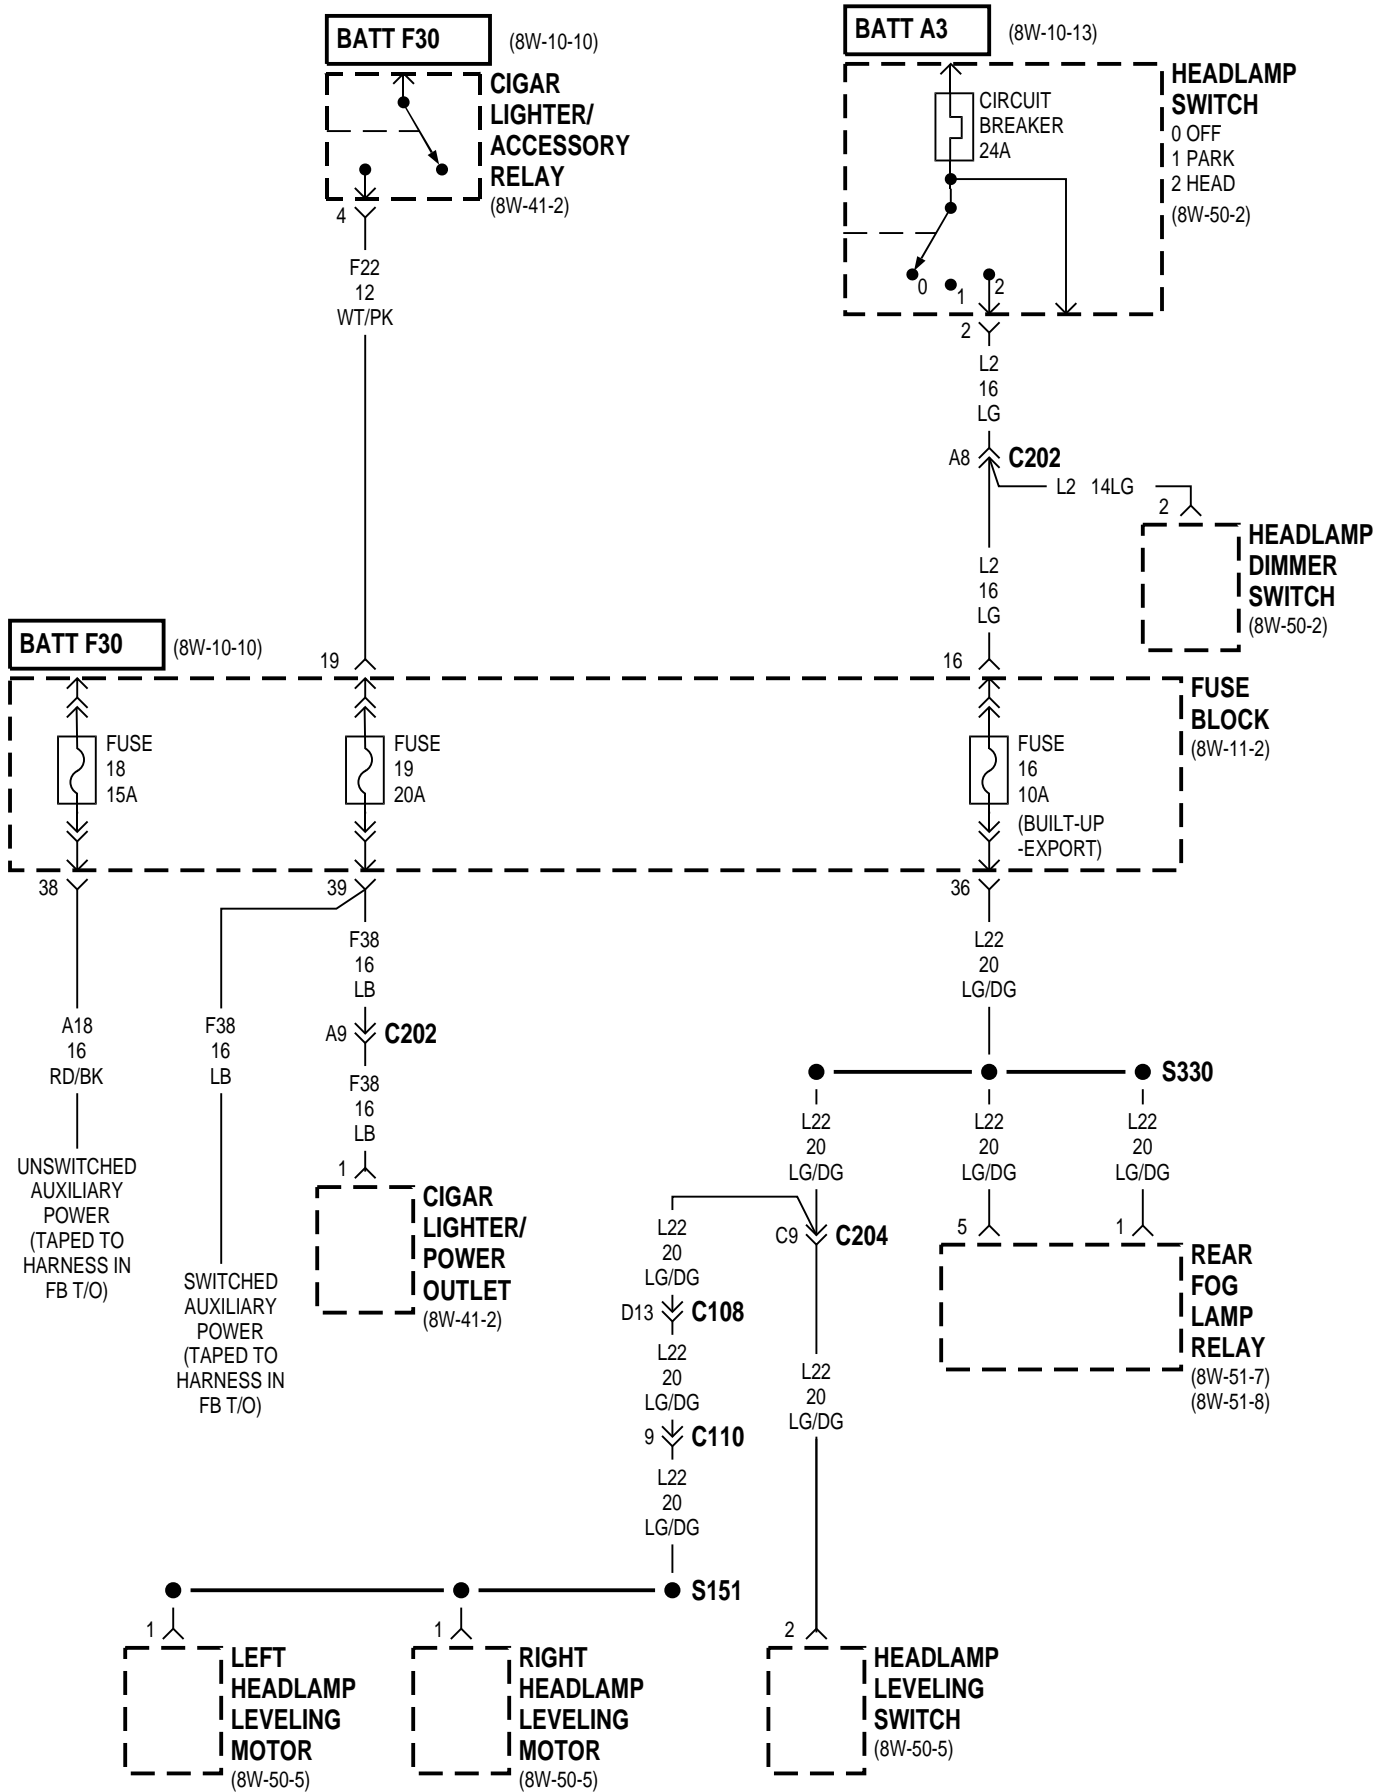 BATT F30
(8W-10-10)
CIGAR
LIGHTER/
ACCESSORY
RELAY
(8W-41-2)
4
F22
12
WT/PK
BATT A3
(8W-10-13)
HEADLAMP
SWITCH
0 OFF
1 PARK
2 HEAD
(8W-50-2)
CIRCUIT
BREAKER
24A
0
1
2
2
L2
16
LG
A8
C202
L2 14LG
2
HEADLAMP
DIMMER
SWITCH
(8W-50-2)
L2
16
LG
BATT F30
(8W-10-10)
19
16
FUSE
BLOCK
(8W-11-2)
FUSE
18
15A
FUSE
19
20A
FUSE
16
10A
(BUILT-UP
-EXPORT)
38
39
36
A18
16
RD/BK
UNSWITCHED
AUXILIARY
POWER
(TAPED TO
HARNESS IN
FB T/O)
F38
16
LB
SWITCHED
AUXILIARY
POWER
(TAPED TO
HARNESS IN
FB T/O)
F38
16
LB
A9
C202
F38
16
LB
1
CIGAR
LIGHTER/
POWER
OUTLET
(8W-41-2)
L22
20
LG/DG
S330
L22
20
LG/DG
L22
20
LG/DG
L22
20
LG/DG
C9
C204
5
1
REAR
FOG
LAMP
RELAY
(8W-51-7)
(8W-51-8)
L22
20
LG/DG
D13
C108
L22
20
LG/DG
9
C110
L22
20
LG/DG
L22
20
LG/DG
S151
1
LEFT
HEADLAMP
LEVELING
MOTOR
(8W-50-5)
1
RIGHT
HEADLAMP
LEVELING
MOTOR
(8W-50-5)
2
HEADLAMP
LEVELING
SWITCH
(8W-50-5)